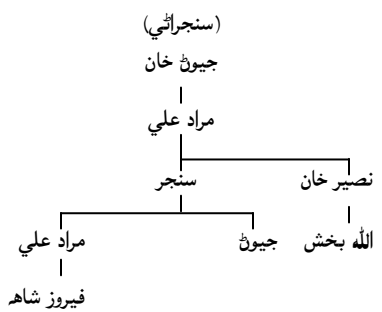 (سنجراڻي)
جيوڻ خان
مراد علي
سنجر نصير خان
مراد علي جيوڻ الله بخش
فيروز شاهه